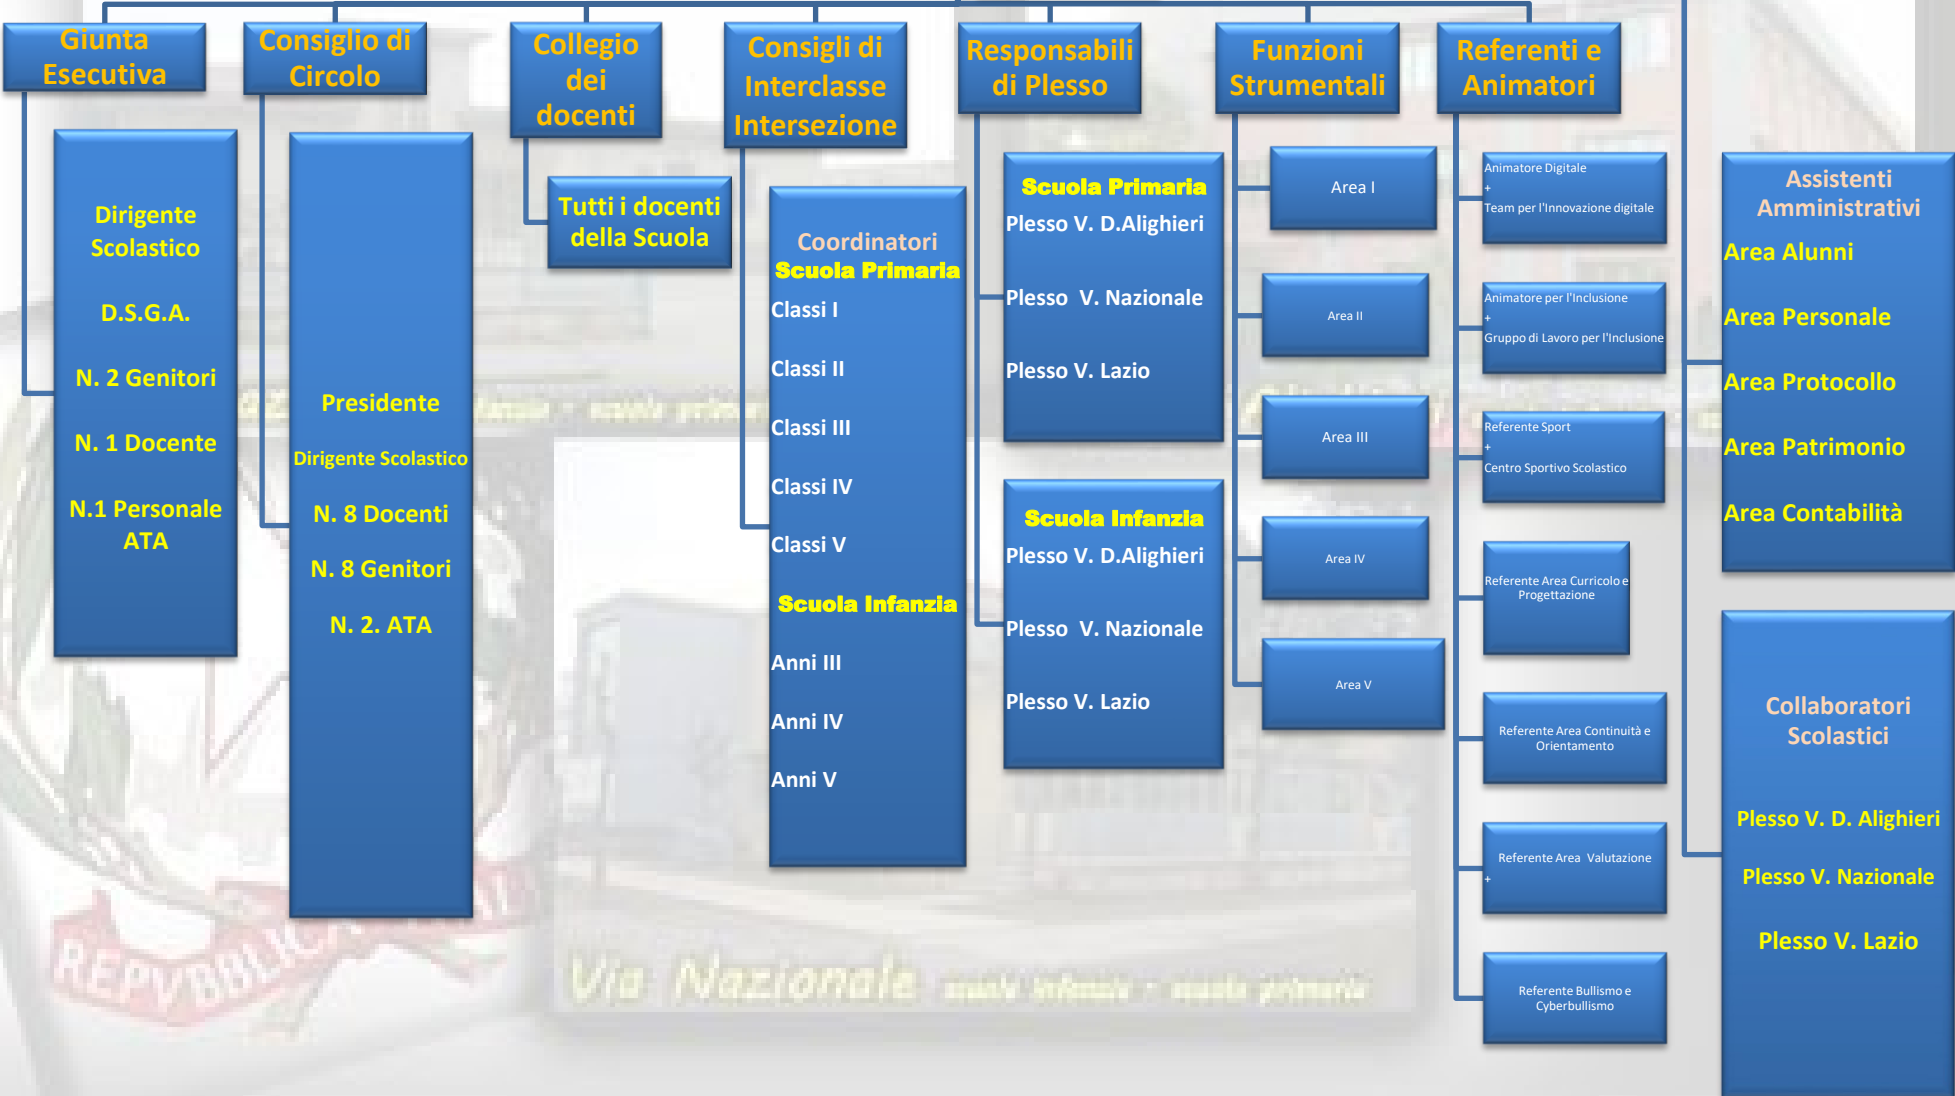 Giunta
Esecutiva
Dirigente
Scolastico
D.S.G.A.
N. 2 Genitori
N. 1 Docente
N.1 Personale
ATA
Consiglio di
Circolo
Presidente
Dirigente Scolastico
N. 8 Docenti
N. 8 Genitori
N. 2. ATA
Collegio
dei
docenti
Tutti i docenti
della Scuola
Consigli di
Interclasse
Intersezione
Coordinatori
Scuola Primaria
Classi I
Classi II
Classi III
Classi IV
Classi V
Scuola Infanzia
Anni III
Anni IV
Anni V
Responsabili
di Plesso
Scuola Primaria
Plesso V. D.Alighieri
Plesso V. Nazionale
Plesso V. Lazio
Scuola Infanzia
Plesso V. D.Alighieri
Plesso V. Nazionale
Plesso V. Lazio
Funzioni
Strumentali
Area I
Area II
Area III
Area IV
Area V
Referenti e
Animatori
Animatore Digitale
+
Team per l'Innovazione digitale
Animatore per l'Inclusione
+
Gruppo di Lavoro per l'Inclusione
Referente Sport
+
Centro Sportivo Scolastico
Referente Area Curricolo e
Progettazione
Referente Area Continuità e
Orientamento
Referente Area Valutazione
+
Referente Bullismo e
Cyberbullismo
Assistenti
Amministrativi
Area Alunni
Area Personale
Area Protocollo
Area Patrimonio
Area Contabilità
Collaboratori
Scolastici
Plesso V. D. Alighieri
Plesso V. Nazionale
Plesso V. Lazio
REPVBBLICA
Via Nazionale scuola infanzia - scuola primaria